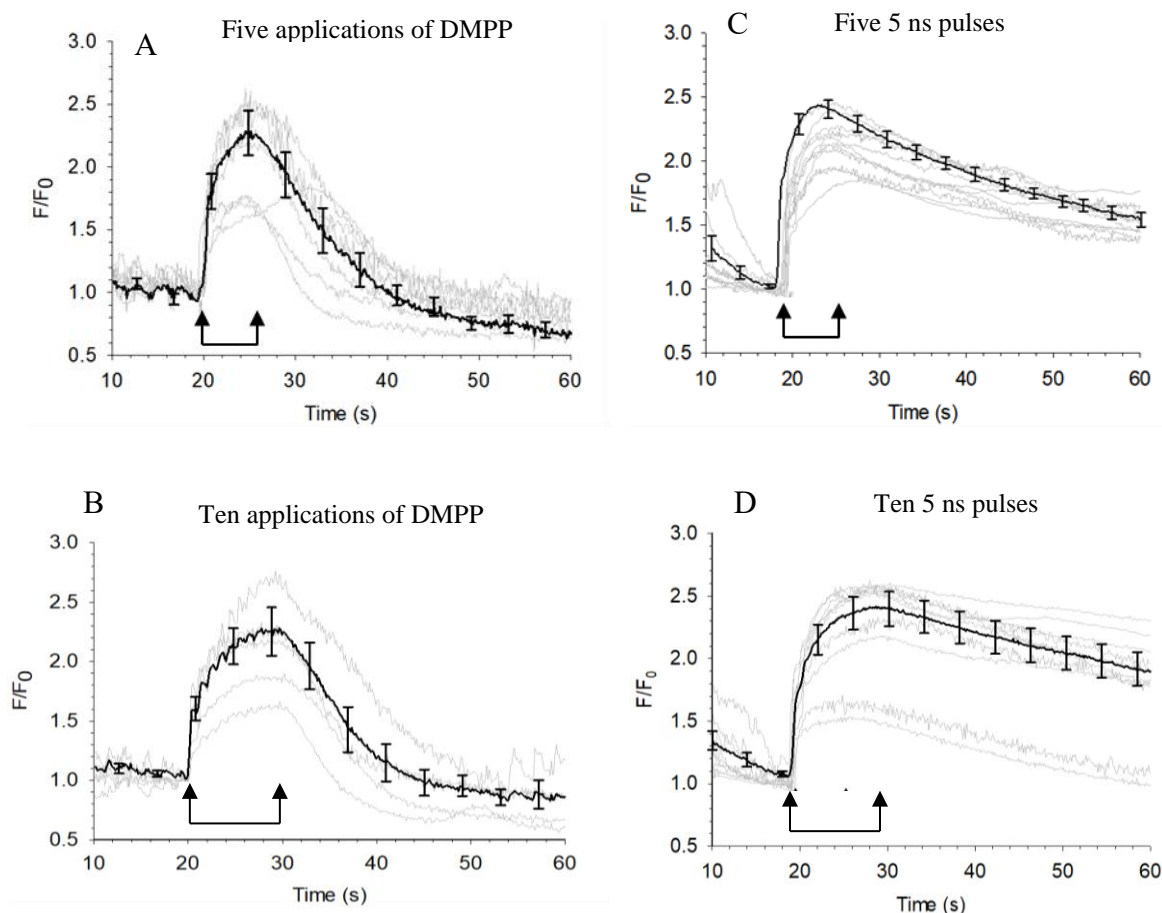 A
Five applications of DMPP
3.0
2.5
2.0
1.5
1.0
0.5
F/F0
10 20 30 40 50 60
Time (s)
C
Five 5 ns pulses
3.0
2.5
2.0
1.5
1.0
0.5
F/F0
10 20 30 40 50 60
Time (s)
B
Ten applications of DMPP
3.0
2.5
2.0
1.5
1.0
0.5
F/F0
10 20 30 40 50 60
Time (s)
D
Ten 5 ns pulses
3.0
2.5
2.0
1.5
1.0
0.5
F/F0
10 20 30 40 50 60
Time (s)